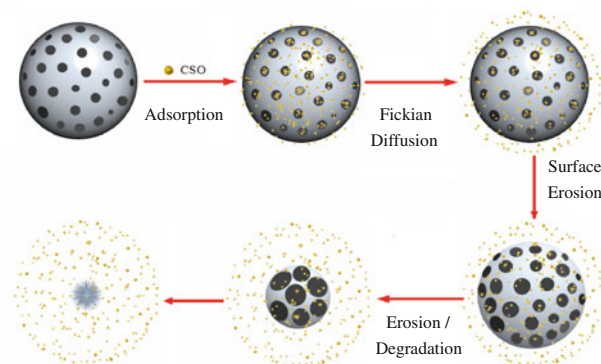 CSO
Adsorption
Fickian
Diffusion
Surface
Erosion
Erosion /
Degradation